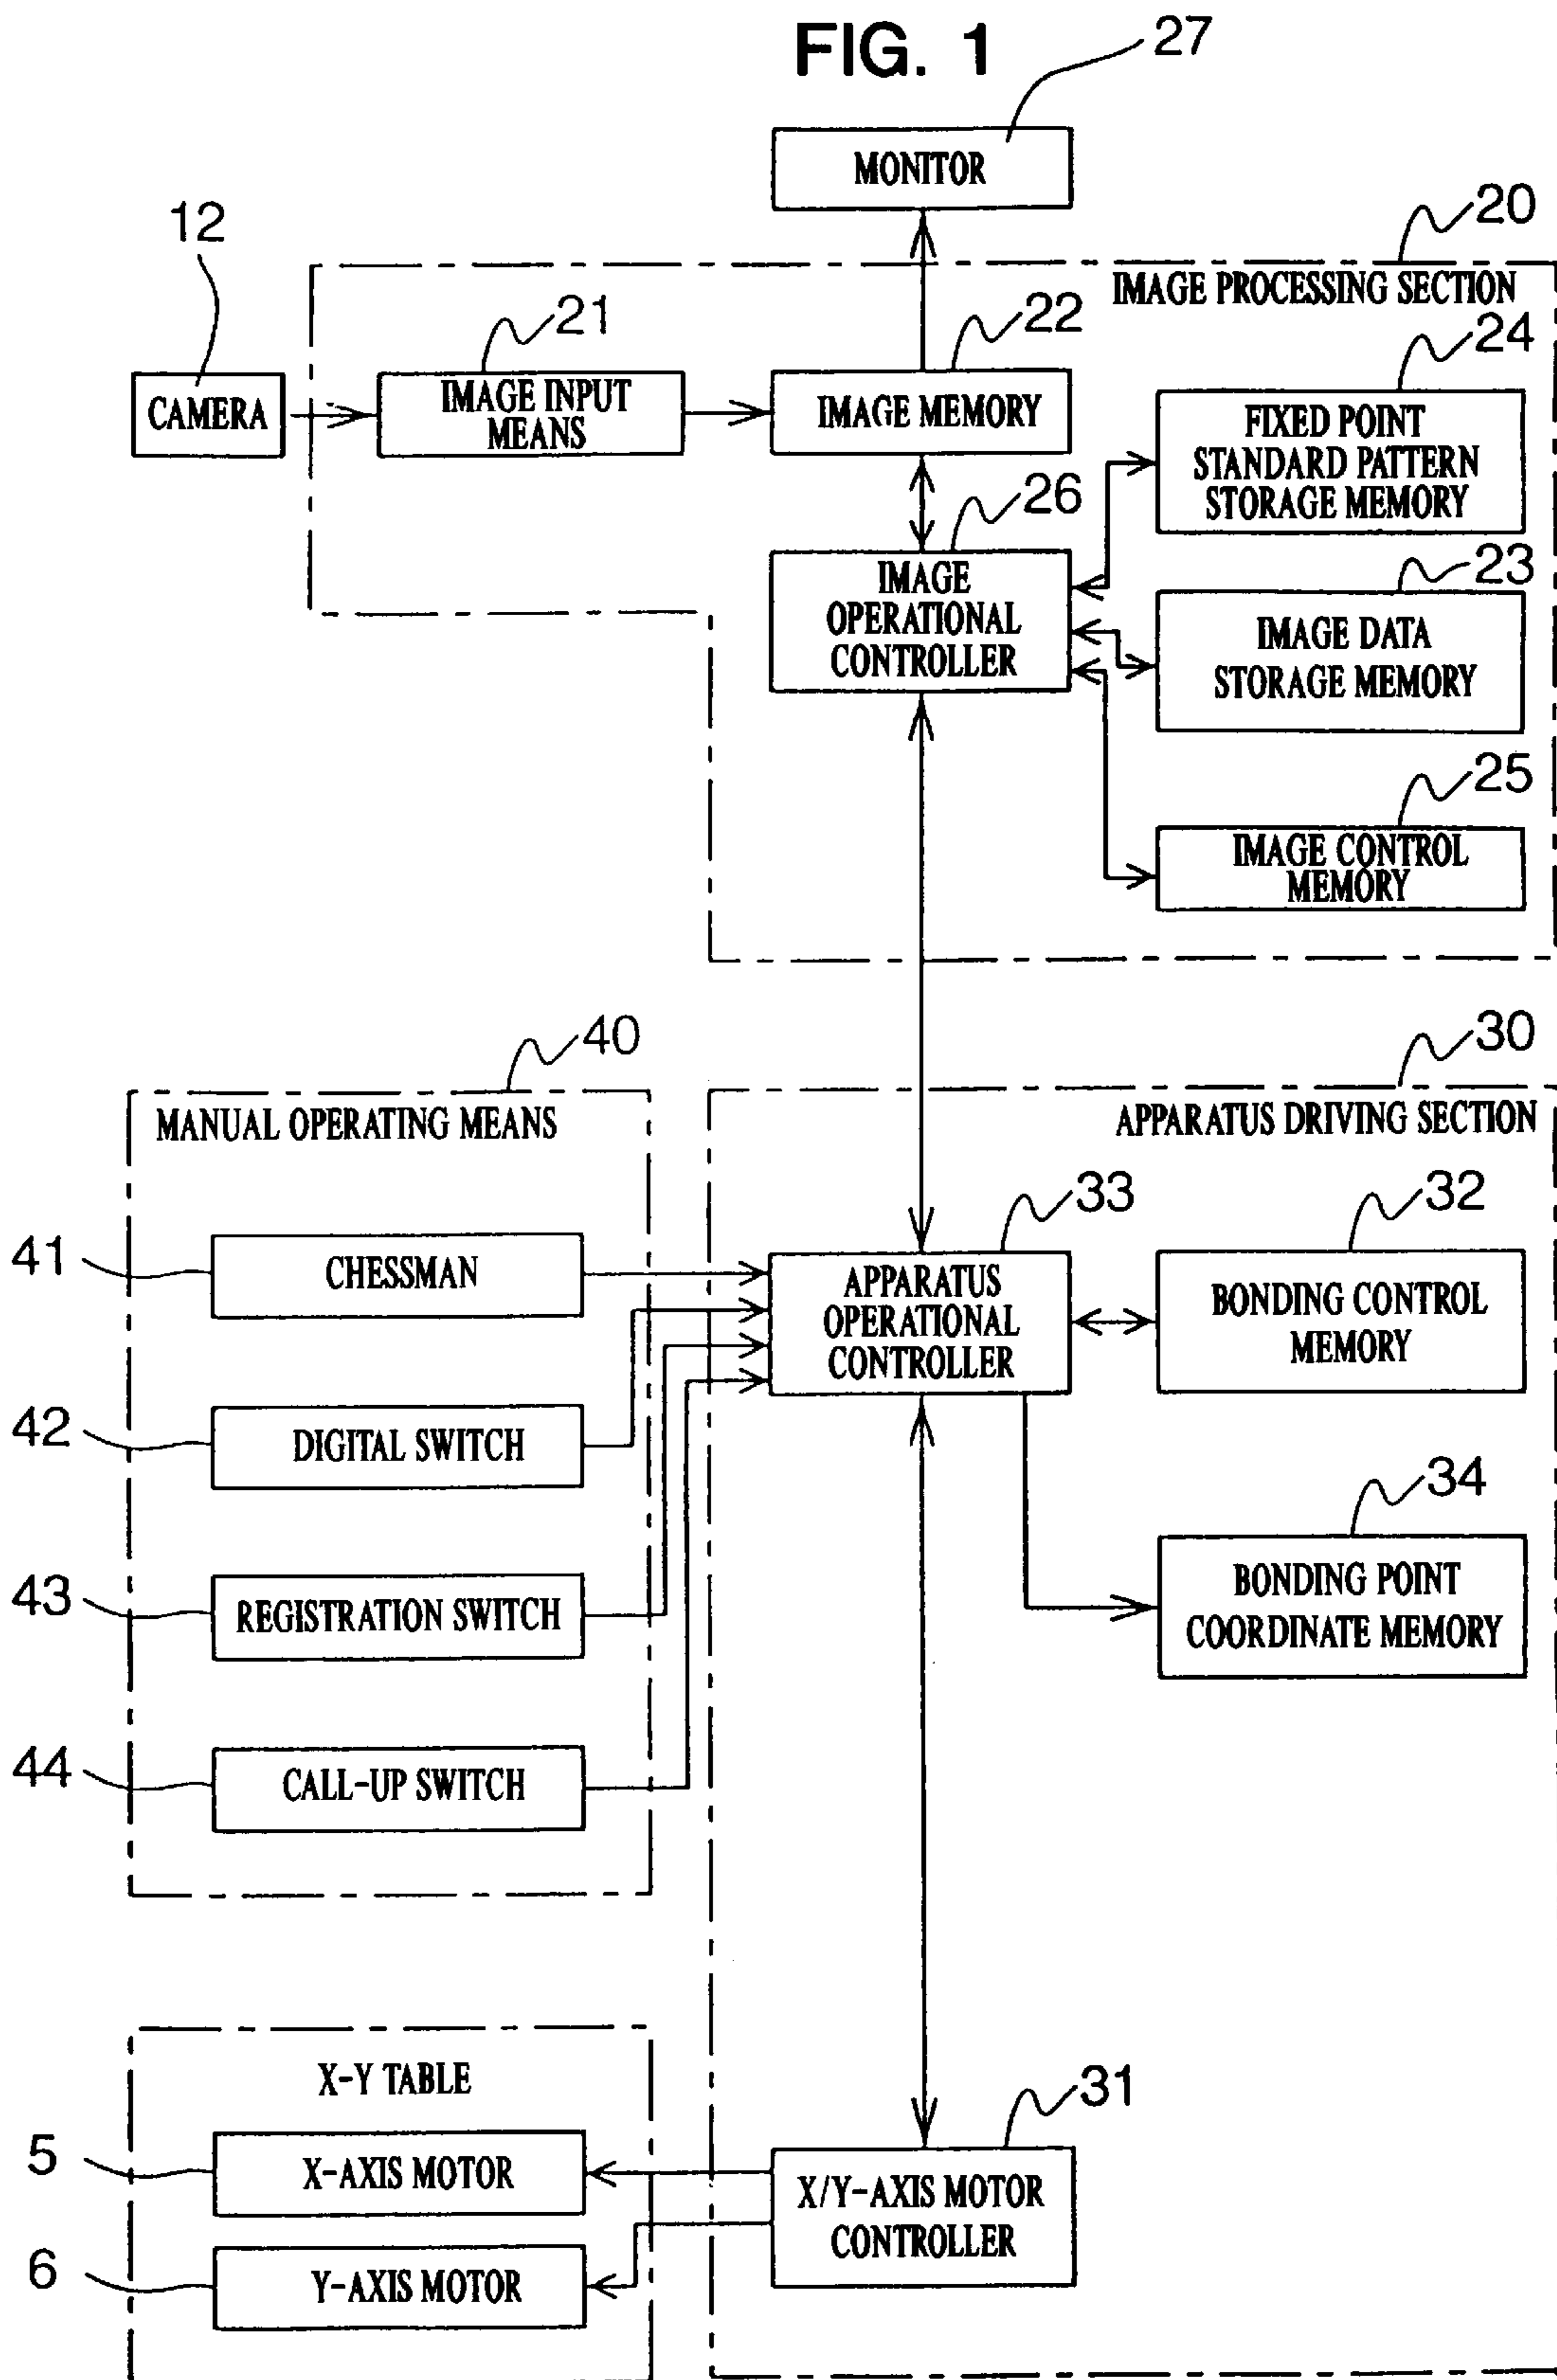 FIG. 1
27
MONITOR
12
20
IMAGE PROCESSING SECTION
21
22
24
CAMERA
IMAGE INPUT
MEANS
IMAGE MEMORY
FIXED POINT
STANDARD PATTERN
STORAGE MEMORY
26
23
IMAGE
OPERATIONAL
CONTROLLER
IMAGE DATA
STORAGE MEMORY
25
IMAGE CONTROL
MEMORY
40
30
MANUAL OPERATING MEANS
APPARATUS DRIVING SECTION
33
32
41
CHESSMAN
APPARATUS
OPERATIONAL
CONTROLLER
BONDING CONTROL
MEMORY
42
DIGITAL SWITCH
34
43
REGISTRATION SWITCH
BONDING POINT
COORDINATE MEMORY
44
CALL-UP SWITCH
X-Y TABLE
31
5
X-AXIS MOTOR
X/Y-AXIS MOTOR
CONTROLLER
6
Y-AXIS MOTOR